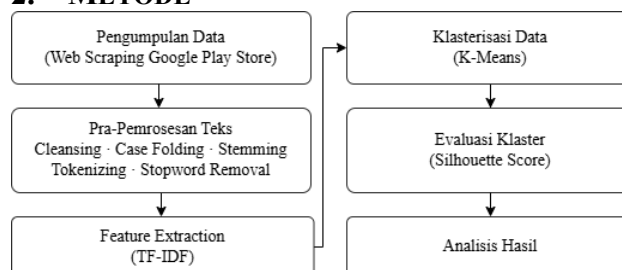 2. METODE
Pengumpulan Data
(Web Scraping Google Play Store)
Pra-Pemrosesan Teks
Cleansing · Case Folding · Stemming
Tokenizing · Stopword Removal
Feature Extraction
(TF-IDF)
Klasterisasi Data
(K-Means)
Evaluasi Klaster
(Silhouette Score)
Analisis Hasil